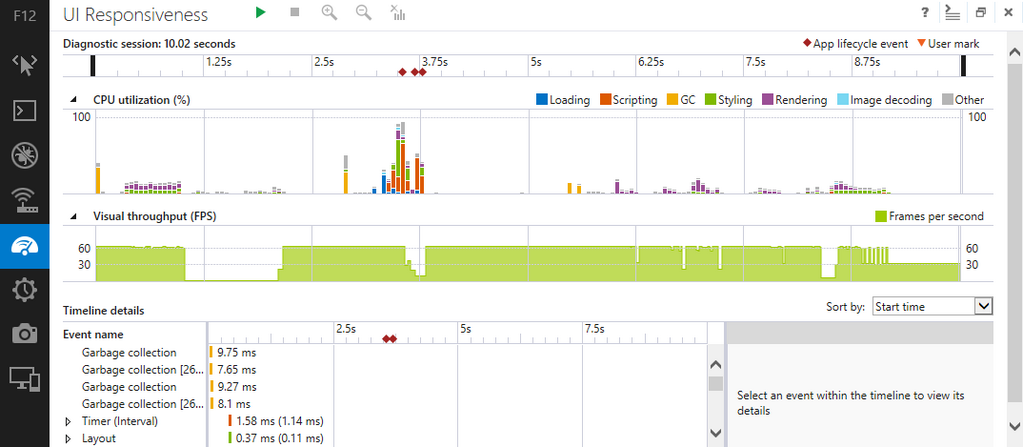 F12 UI Responsiveness ?
Diagnostic session: 10.02 seconds App lifecycle event User mark
1.25s 2.5s 3.75s 5s 6.25s 7.5s 8.75s
CPU utilization (%) Loading Scripting GC Styling Rendering Image decoding Other
100 100
Visual throughput (FPS) Frames per second
60 60
30 30
Timeline details Sort by: Start time
Event name 2.5s 5s 7.5s
Garbage collection 9.75 ms
Garbage collection [26... 7.65 ms
Garbage collection 9.27 ms
Garbage collection [26... 8.1 ms
Timer (Interval) 1.58 ms (1.14 ms)
Layout 0.37 ms (0.11 ms)
Select an event within the timeline to view its
details